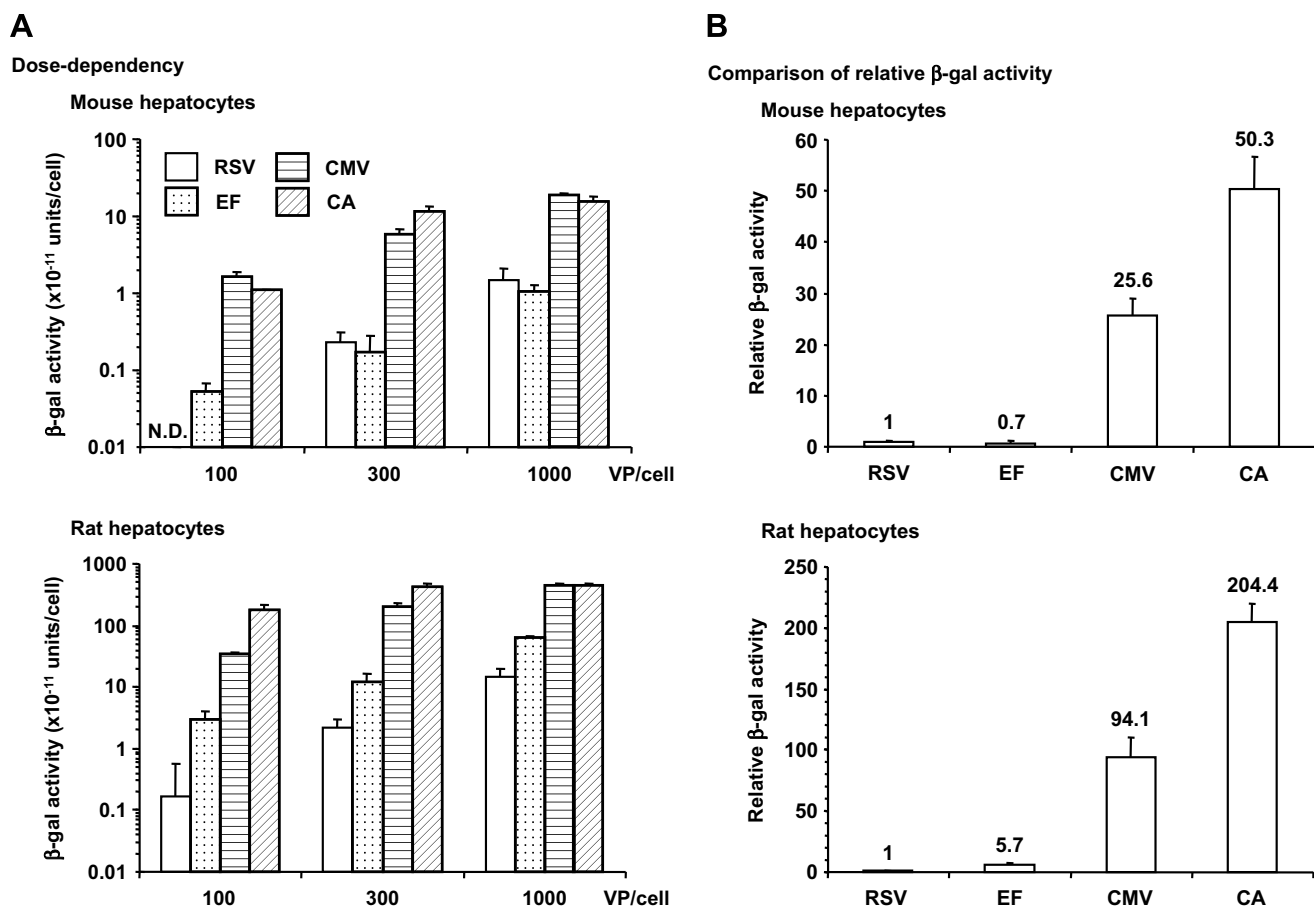 A
Dose-dependency
Mouse hepatocytes
β-gal activity (x10⁻¹¹ units/cell)
100
10
1
0.1
0.01
RSV
CMV
EF
CA
N.D.
100 300 1000 VP/cell
Rat hepatocytes
β-gal activity (x10⁻¹¹ units/cell)
1000
100
10
1
0.1
0.01
100 300 1000 VP/cell
B
Comparison of relative β-gal activity
Mouse hepatocytes
Relative β-gal activity
60
50
40
30
20
10
0
1
0.7
25.6
50.3
RSV EF CMV CA
Rat hepatocytes
Relative β-gal activity
250
200
150
100
50
0
1
5.7
94.1
204.4
RSV EF CMV CA